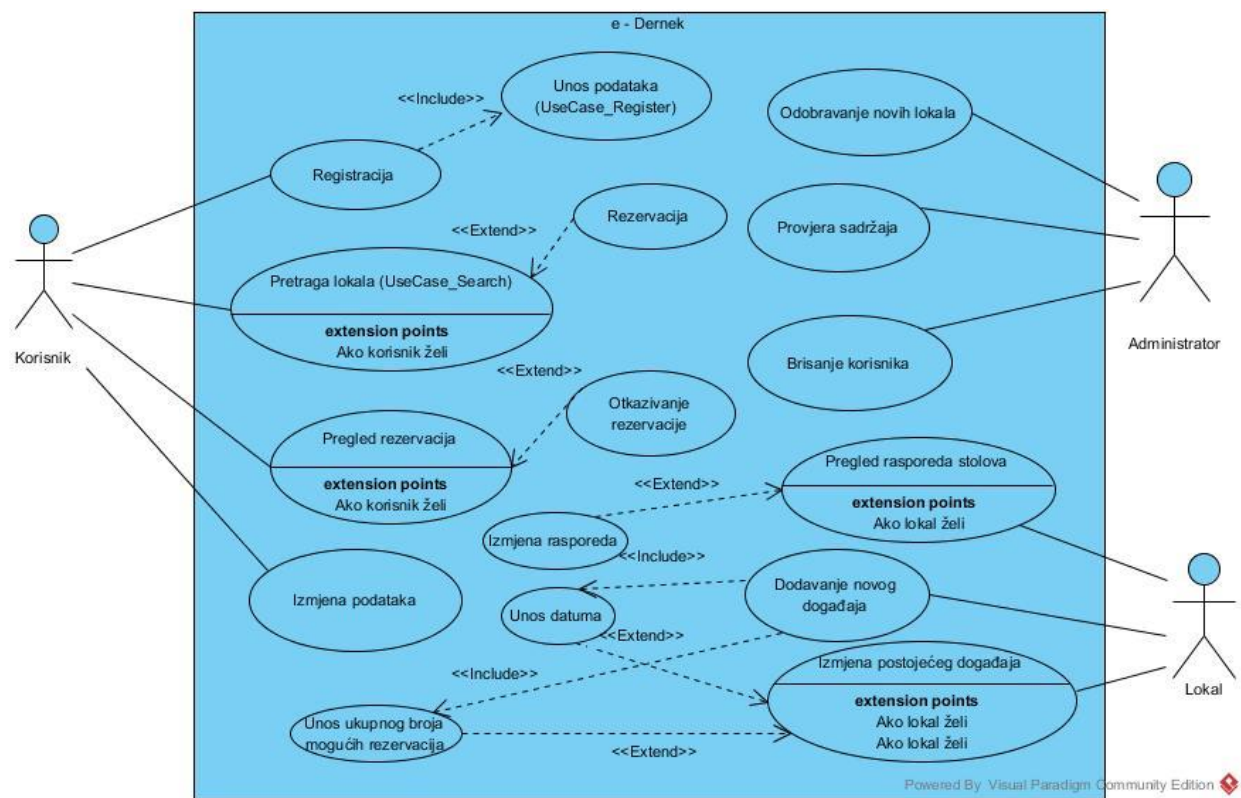 e - Dernek
Unos podataka
(UseCase_Register)
<<Include>>
Odobravanje novih lokala
Registracija
Rezervacija
<<Extend>>
Provjera sadržaja
Pretraga lokala (UseCase_Search)
extension points
Ako korisnik želi
Korisnik
Administrator
Brisanje korisnika
<<Extend>>
Otkazivanje
rezervacije
Pregled rezervacija
extension points
Ako korisnik želi
Pregled rasporeda stolova
extension points
Ako lokal želi
<<Extend>>
Izmjena rasporeda
<<Include>>
Izmjena podataka
Unos datuma
Dodavanje novog
događaja
<<Extend>>
Izmjena postojećeg događaja
extension points
Ako lokal želi
Ako lokal želi
Lokal
<<Include>>
Unos ukupnog broja
mogućih rezervacija
<<Extend>>
Powered By Visual Paradigm Community Edition